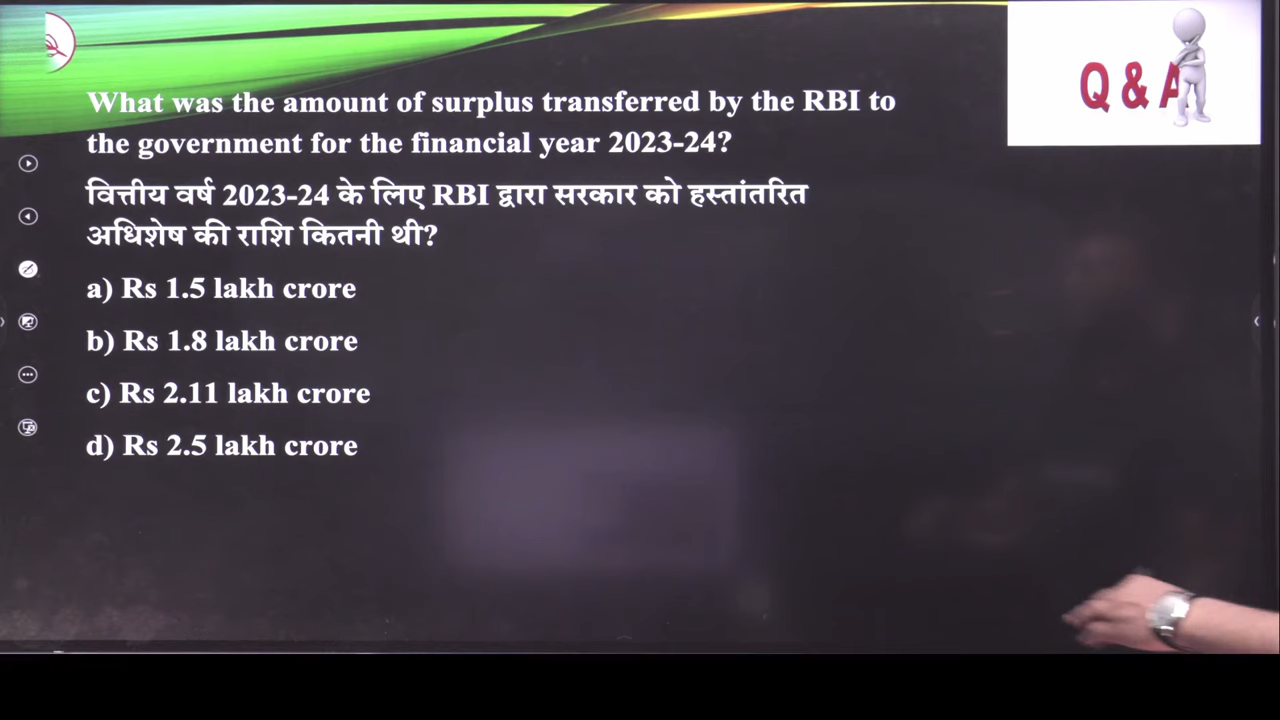 Q & A
What was the amount of surplus transferred by the RBI to
the government for the financial year 2023-24?
वित्तीय वर्ष 2023-24 के लिए RBI द्वारा सरकार को हस्तांतरित
अधिशेष की राशि कितनी थी?
a) Rs 1.5 lakh crore
b) Rs 1.8 lakh crore
c) Rs 2.11 lakh crore
d) Rs 2.5 lakh crore